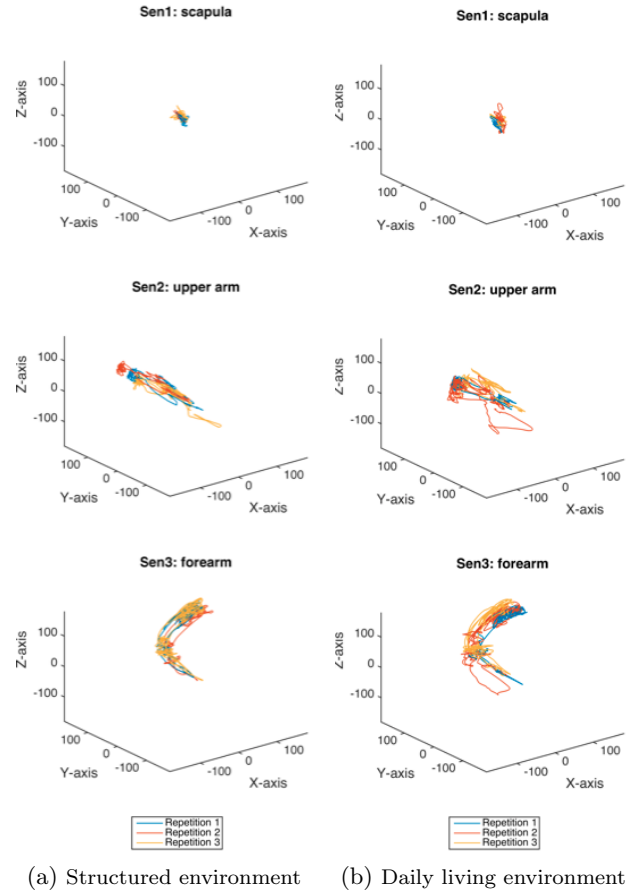 Sen1: scapula
Sen1: scapula
Z-axis
100
0
-100
100
0
-100
Y-axis
-100
0
100
X-axis
Z-axis
100
0
-100
100
0
-100
Y-axis
-100
0
100
X-axis
Sen2: upper arm
Sen2: upper arm
Z-axis
100
0
-100
100
0
-100
Y-axis
-100
0
100
X-axis
Z-axis
100
0
-100
100
0
-100
Y-axis
-100
0
100
X-axis
Sen3: forearm
Sen3: forearm
Z-axis
100
0
-100
100
0
-100
Y-axis
-100
0
100
X-axis
Z-axis
100
0
-100
100
0
-100
Y-axis
-100
0
100
X-axis
Repetition 1
Repetition 2
Repetition 3
Repetition 1
Repetition 2
Repetition 3
(a) Structured environment
(b) Daily living environment